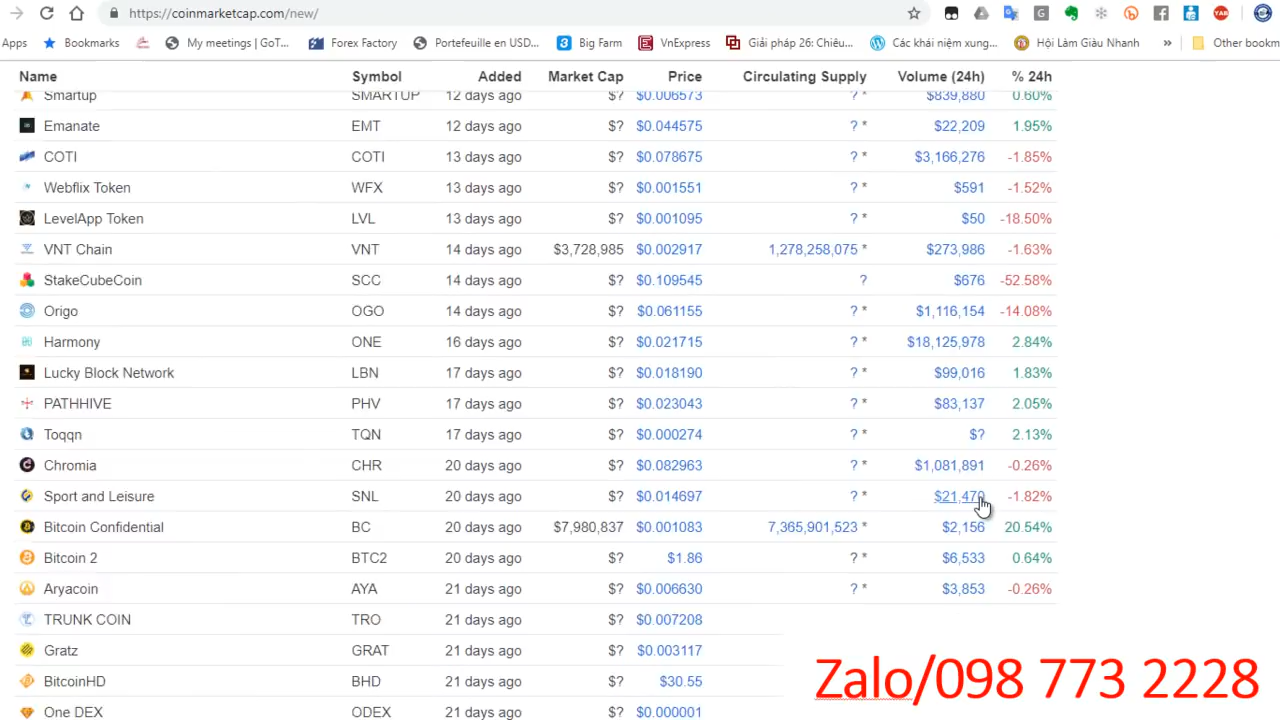 https://coinmarketcap.com/new/
Apps Bookmarks My meetings | GoT... Forex Factory Portefeuille en USD... Big Farm VnExpress Giải pháp 26: Chiêu... Các khái niệm xung... Hội Làm Giàu Nhanh » Other bookm
Name Symbol Added Market Cap Price Circulating Supply Volume (24h) % 24h
Smartup SMARTUP 12 days ago $? $0.006573 ? * $839,880 0.60%
Emanate EMT 12 days ago $? $0.044575 ? * $22,209 1.95%
COTI COTI 13 days ago $? $0.078675 ? * $3,166,276 -1.85%
Webflix Token WFX 13 days ago $? $0.001551 ? * $591 -1.52%
LevelApp Token LVL 13 days ago $? $0.001095 ? * $50 -18.50%
VNT Chain VNT 14 days ago $3,728,985 $0.002917 1,278,258,075 * $273,986 -1.63%
StakeCubeCoin SCC 14 days ago $? $0.109545 ? $676 -52.58%
Origo OGO 14 days ago $? $0.061155 ? * $1,116,154 -14.08%
Harmony ONE 16 days ago $? $0.021715 ? * $18,125,978 2.84%
Lucky Block Network LBN 17 days ago $? $0.018190 ? * $99,016 1.83%
PATHHIVE PHV 17 days ago $? $0.023043 ? * $83,137 2.05%
Toqqn TQN 17 days ago $? $0.000274 ? * $? 2.13%
Chromia CHR 20 days ago $? $0.082963 ? * $1,081,891 -0.26%
Sport and Leisure SNL 20 days ago $? $0.014697 ? * $21,470 -1.82%
Bitcoin Confidential BC 20 days ago $7,980,837 $0.001083 7,365,901,523 * $2,156 20.54%
Bitcoin 2 BTC2 20 days ago $? $1.86 ? * $6,533 0.64%
Aryacoin AYA 21 days ago $? $0.006630 ? * $3,853 -0.26%
TRUNK COIN TRO 21 days ago $? $0.007208
Gratz GRAT 21 days ago $? $0.003117
BitcoinHD BHD 21 days ago $? $30.55
One DEX ODEX 21 days ago $? $0.000001
Zalo/098 773 2228